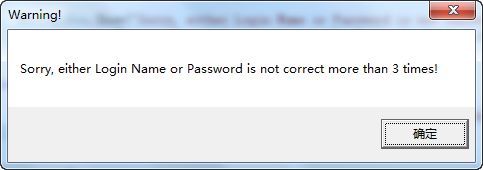 Warning!
Sorry, either Login Name or Password is not correct more than 3 times!
确定